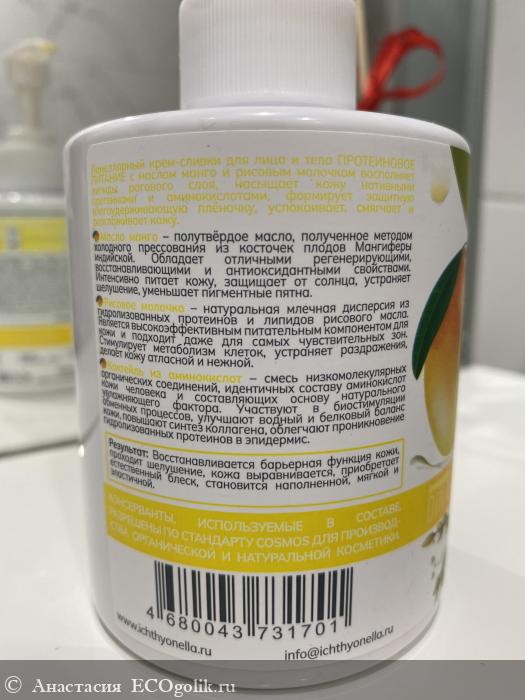 Ламеллярный крем-сливки для лица и тела ПРОТЕИНОВОЕ
ПИТАНИЕ с маслом манго и рисовым молочком восполняет
липиды рогового слоя, насыщает кожу нативными
протеинами и аминокислотами, формирует защитную
влагоудерживающую плёночку, успокаивает, смягчает и
разглаживает кожу.
Масло манго – полутвёрдое масло, полученное методом
холодного прессования из косточек плодов Мангиферы
индийской. Обладает отличными регенерирующими,
восстанавливающими и антиоксидантными свойствами.
Интенсивно питает кожу, защищает от солнца, устраняет
шелушение, уменьшает пигментные пятна.
Рисовое молочко – натуральная млечная дисперсия из
гидролизованных протеинов и липидов рисового масла.
Является высокоэффективным питательным компонентом для
кожи и подходит даже для самых чувствительных зон.
Стимулирует метаболизм клеток, устраняет раздражения,
делает кожу атласной и нежной.
Коктейль из аминокислот – смесь низкомолекулярных
органических соединений, идентичных составу аминокислот
кожи человека и составляющих основу натурального
увлажняющего фактора. Участвуют в биостимуляции
обменных процессов, улучшают водный и белковый баланс
кожи, повышают синтез коллагена, облегчают проникновение
гидролизованных протеинов в эпидермис.
Результат: Восстанавливается барьерная функция кожи,
проходит шелушение, кожа выравнивается, приобретает
естественный блеск, становится наполненной, мягкой и
эластичной.
КОНСЕРВАНТЫ, ИСПОЛЬЗУЕМЫЕ В СОСТАВЕ,
РАЗРЕШЕНЫ ПО СТАНДАРТУ COSMOS ДЛЯ ПРОИЗВОД-
СТВА ОРГАНИЧЕСКОЙ И НАТУРАЛЬНОЙ КОСМЕТИКИ.
4 680043 731701
www.ichthyonella.ru
info@ichthyonella.ru
© Анастасия ECOgolik.ru